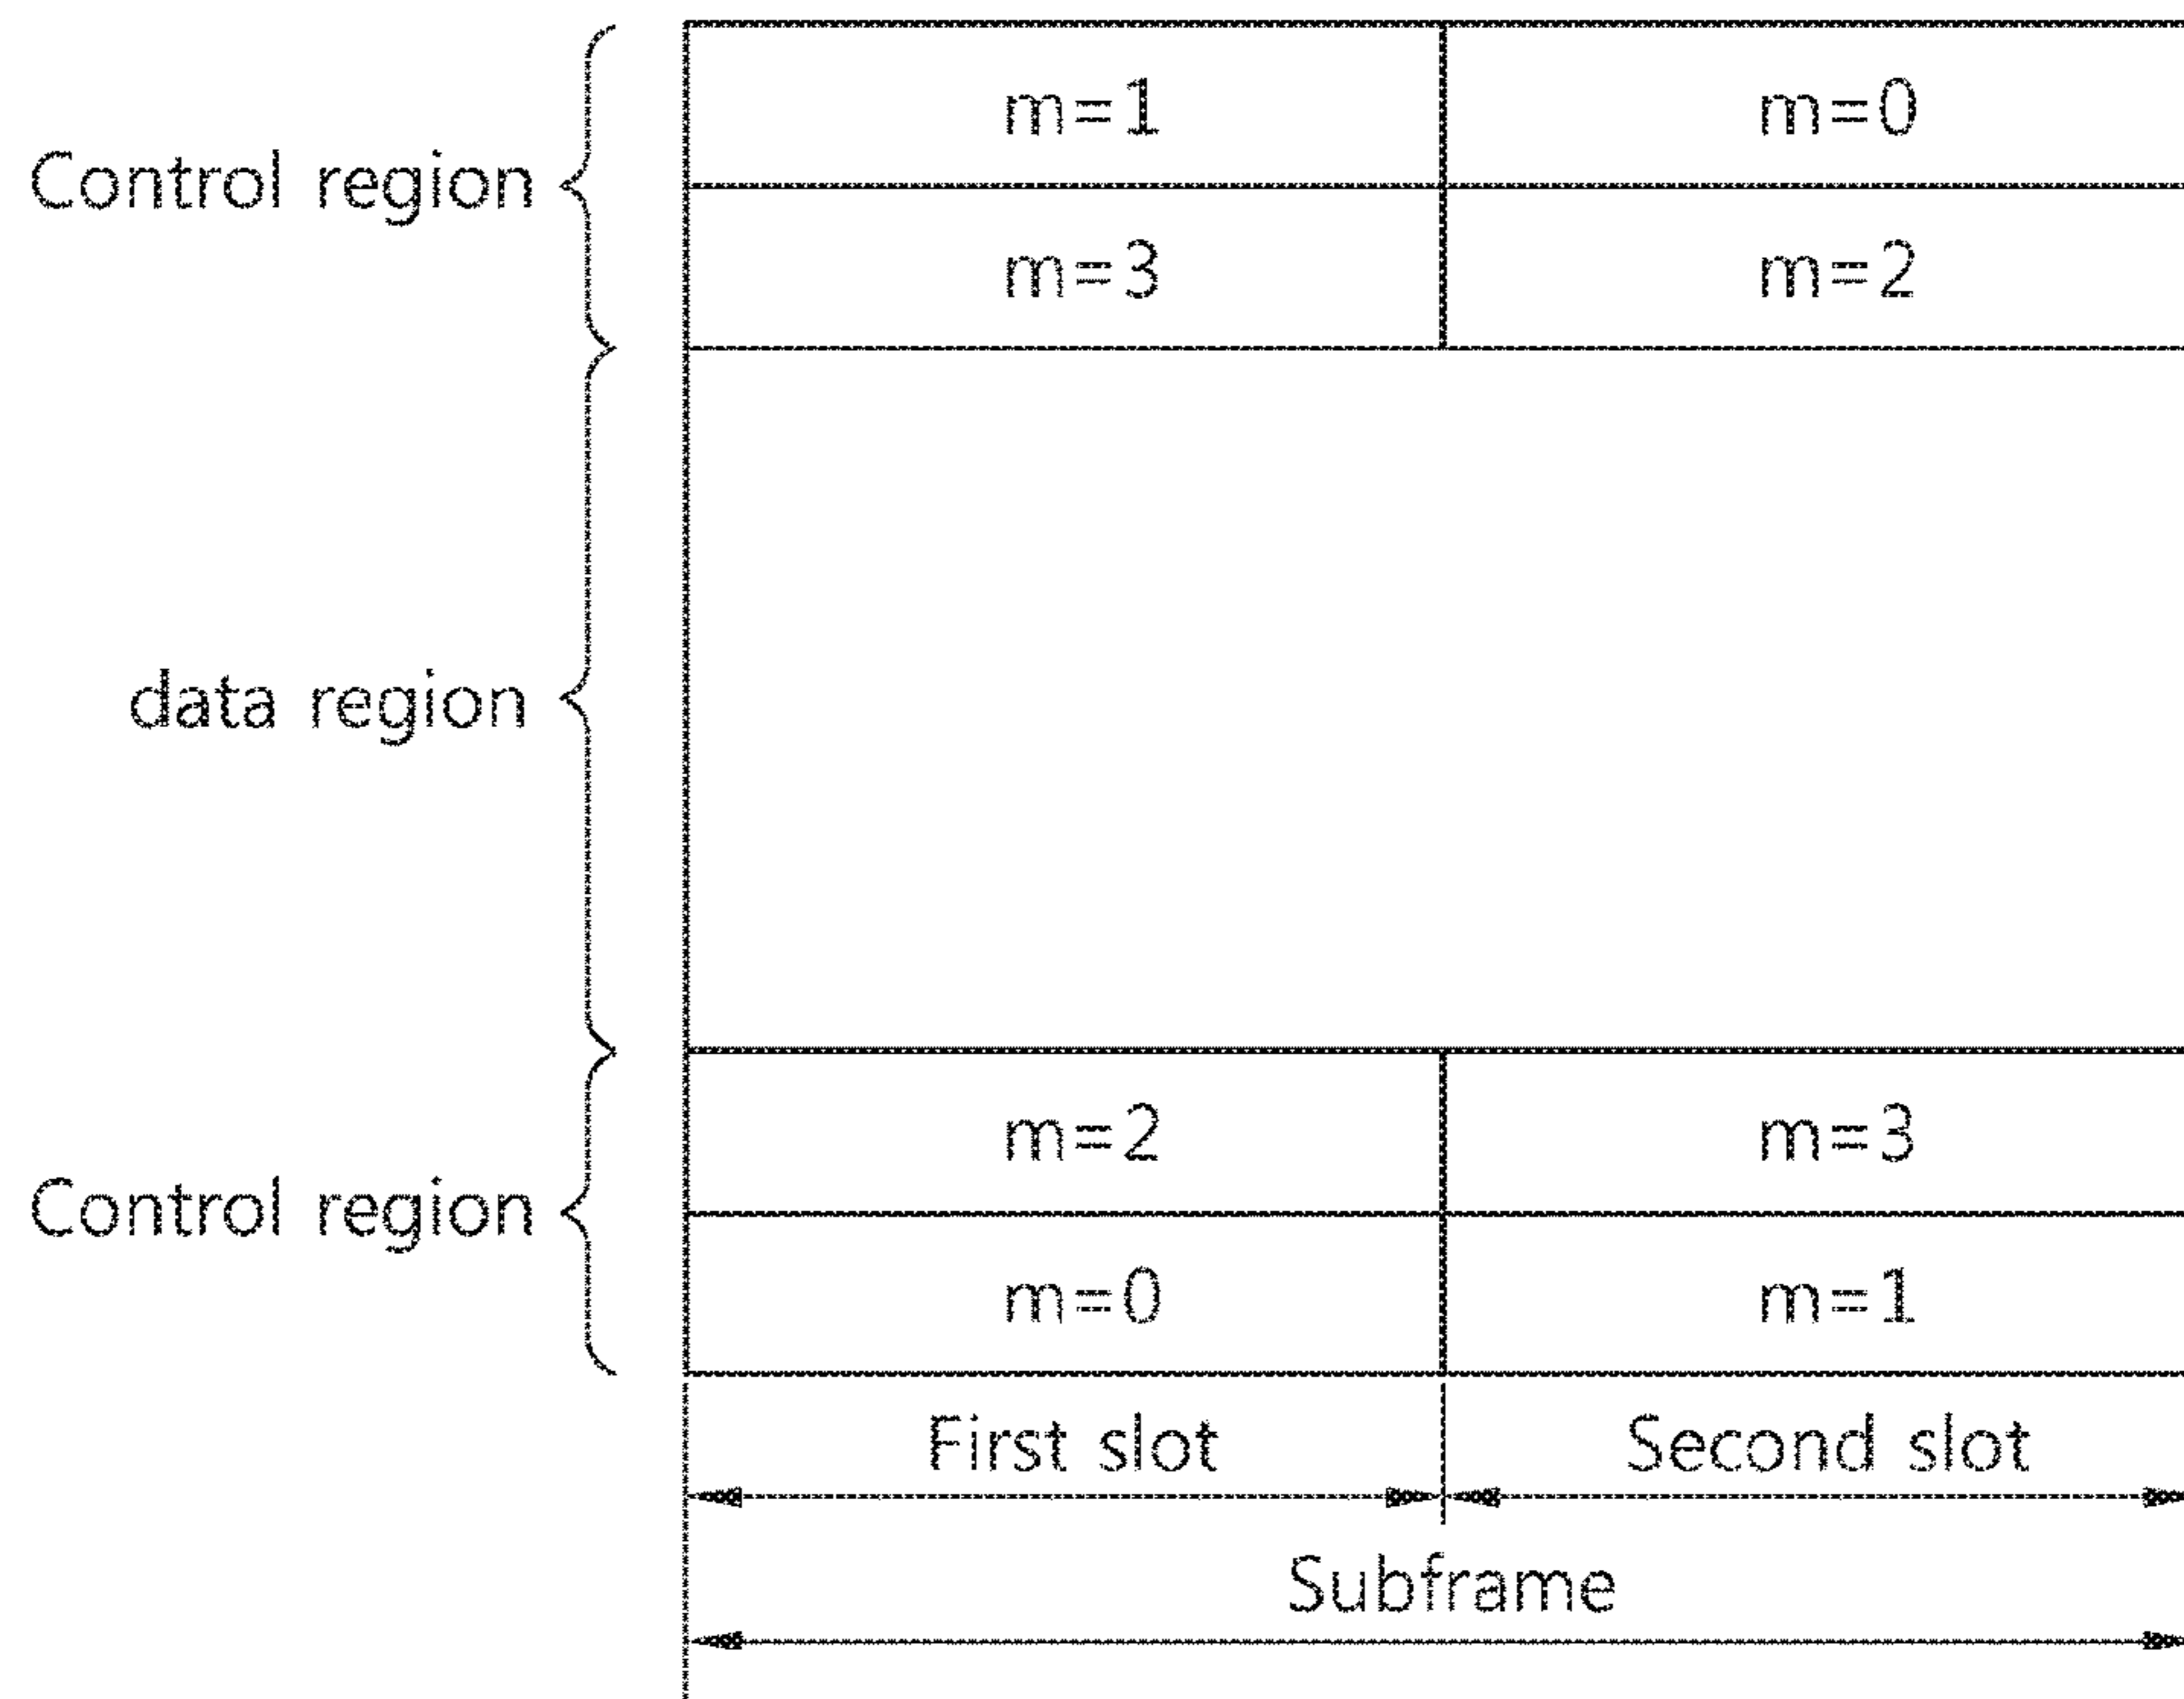 m=1 m=0
Control region
m=3 m=2
data region
m=2 m=3
Control region
m=0 m=1
First slot Second slot
Subframe